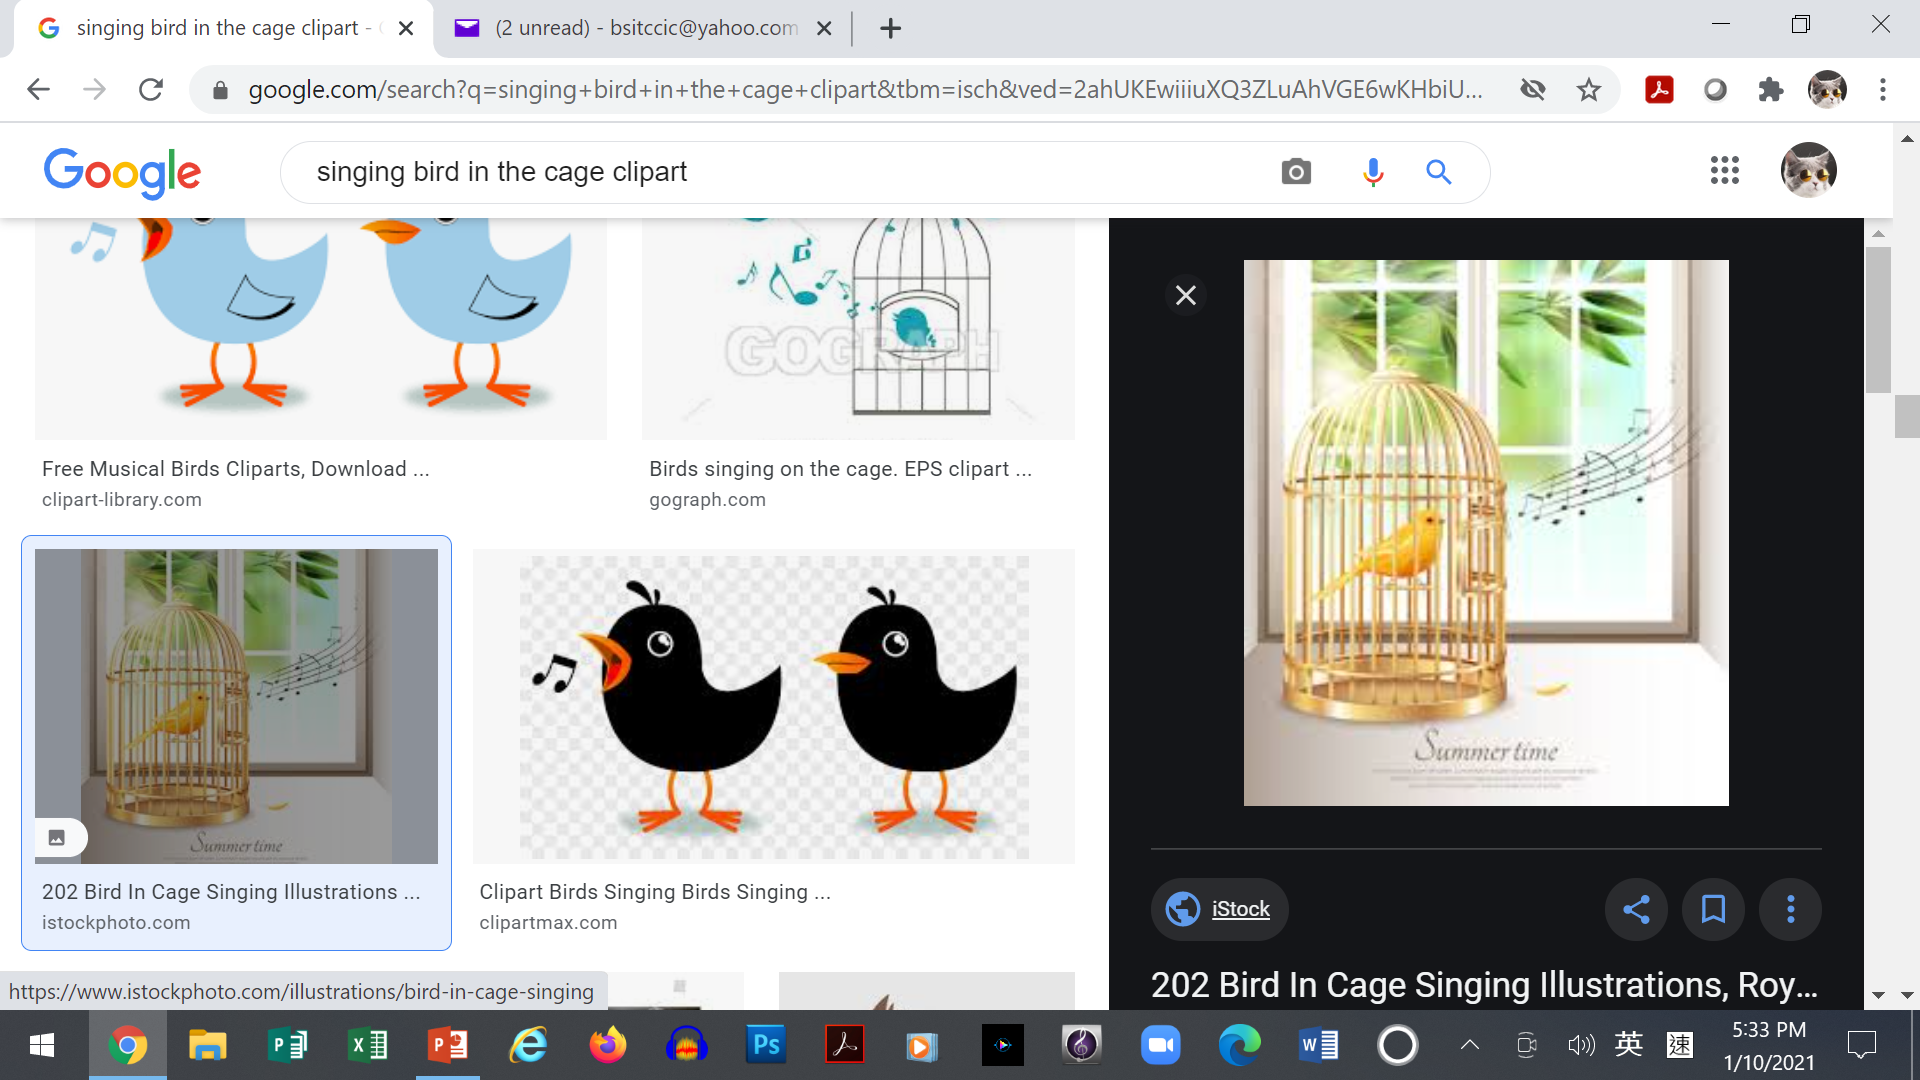 singing bird in the cage clipart -
(2 unread) - bsitccic@yahoo.com
google.com/search?q=singing+bird+in+the+cage+clipart&tbm=isch&ved=2ahUKEwiiiuXQ3ZLuAhVGE6wKHbiU...
Google
singing bird in the cage clipart
GOGRAPH
Free Musical Birds Cliparts, Download ...
clipart-library.com
Birds singing on the cage. EPS clipart ...
gograph.com
Summer time
202 Bird In Cage Singing Illustrations ...
istockphoto.com
Clipart Birds Singing Birds Singing ...
clipartmax.com
Summer time
iStock
202 Bird In Cage Singing Illustrations, Roy...
https://www.istockphoto.com/illustrations/bird-in-cage-singing
Ps
英
速
5:33 PM
1/10/2021